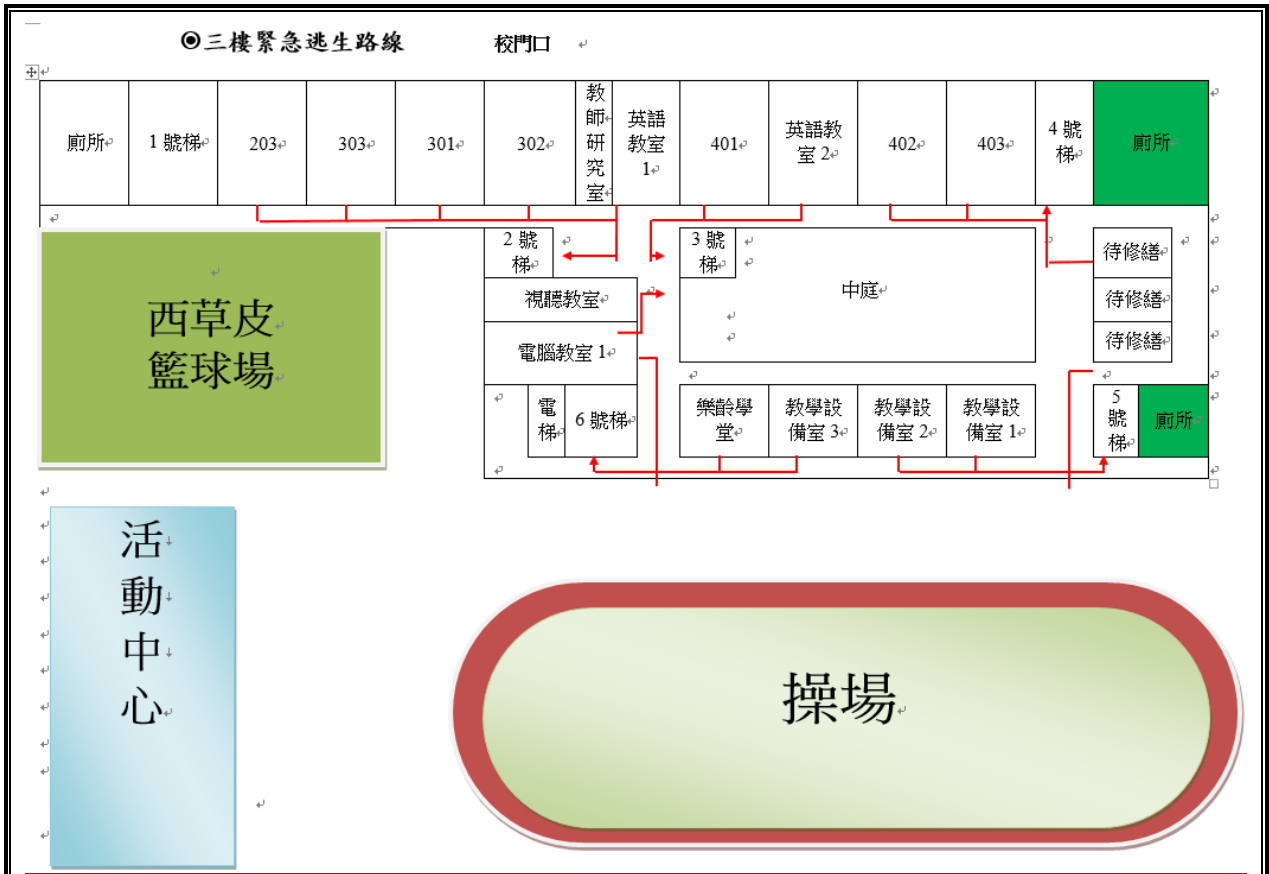 ◉三樓緊急逃生路線 校門口
廁所
1 號梯
203
303
301
302
教
師
研
究
室
英語
教室
1
401
英語教
室 2
402
403
4 號
梯
廁所
2 號
梯
3 號
梯
待修繕
視聽教室
中庭
待修繕
西草皮
籃球場
電腦教室 1
待修繕
電
梯
6 號梯
樂齡學
堂
教學設
備室 3
教學設
備室 2
教學設
備室 1
5
號
梯
廁所
活
動
中
心
操場